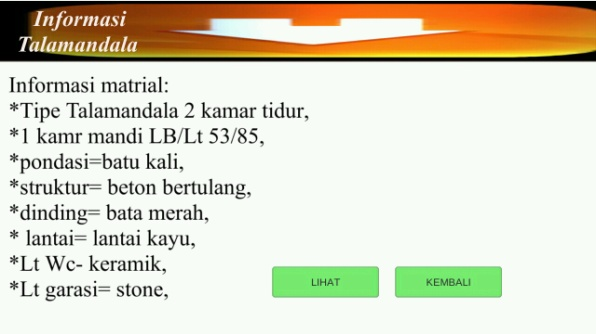 Informasi
Talamandala
Informasi matrial:
*Tipe Talamandala 2 kamar tidur,
*1 kamr mandi LB/Lt 53/85,
*pondasi=batu kali,
*struktur= beton bertulang,
*dinding= bata merah,
* lantai= lantai kayu,
*Lt Wc- keramik,
*Lt garasi= stone,
LIHAT
KEMBALI